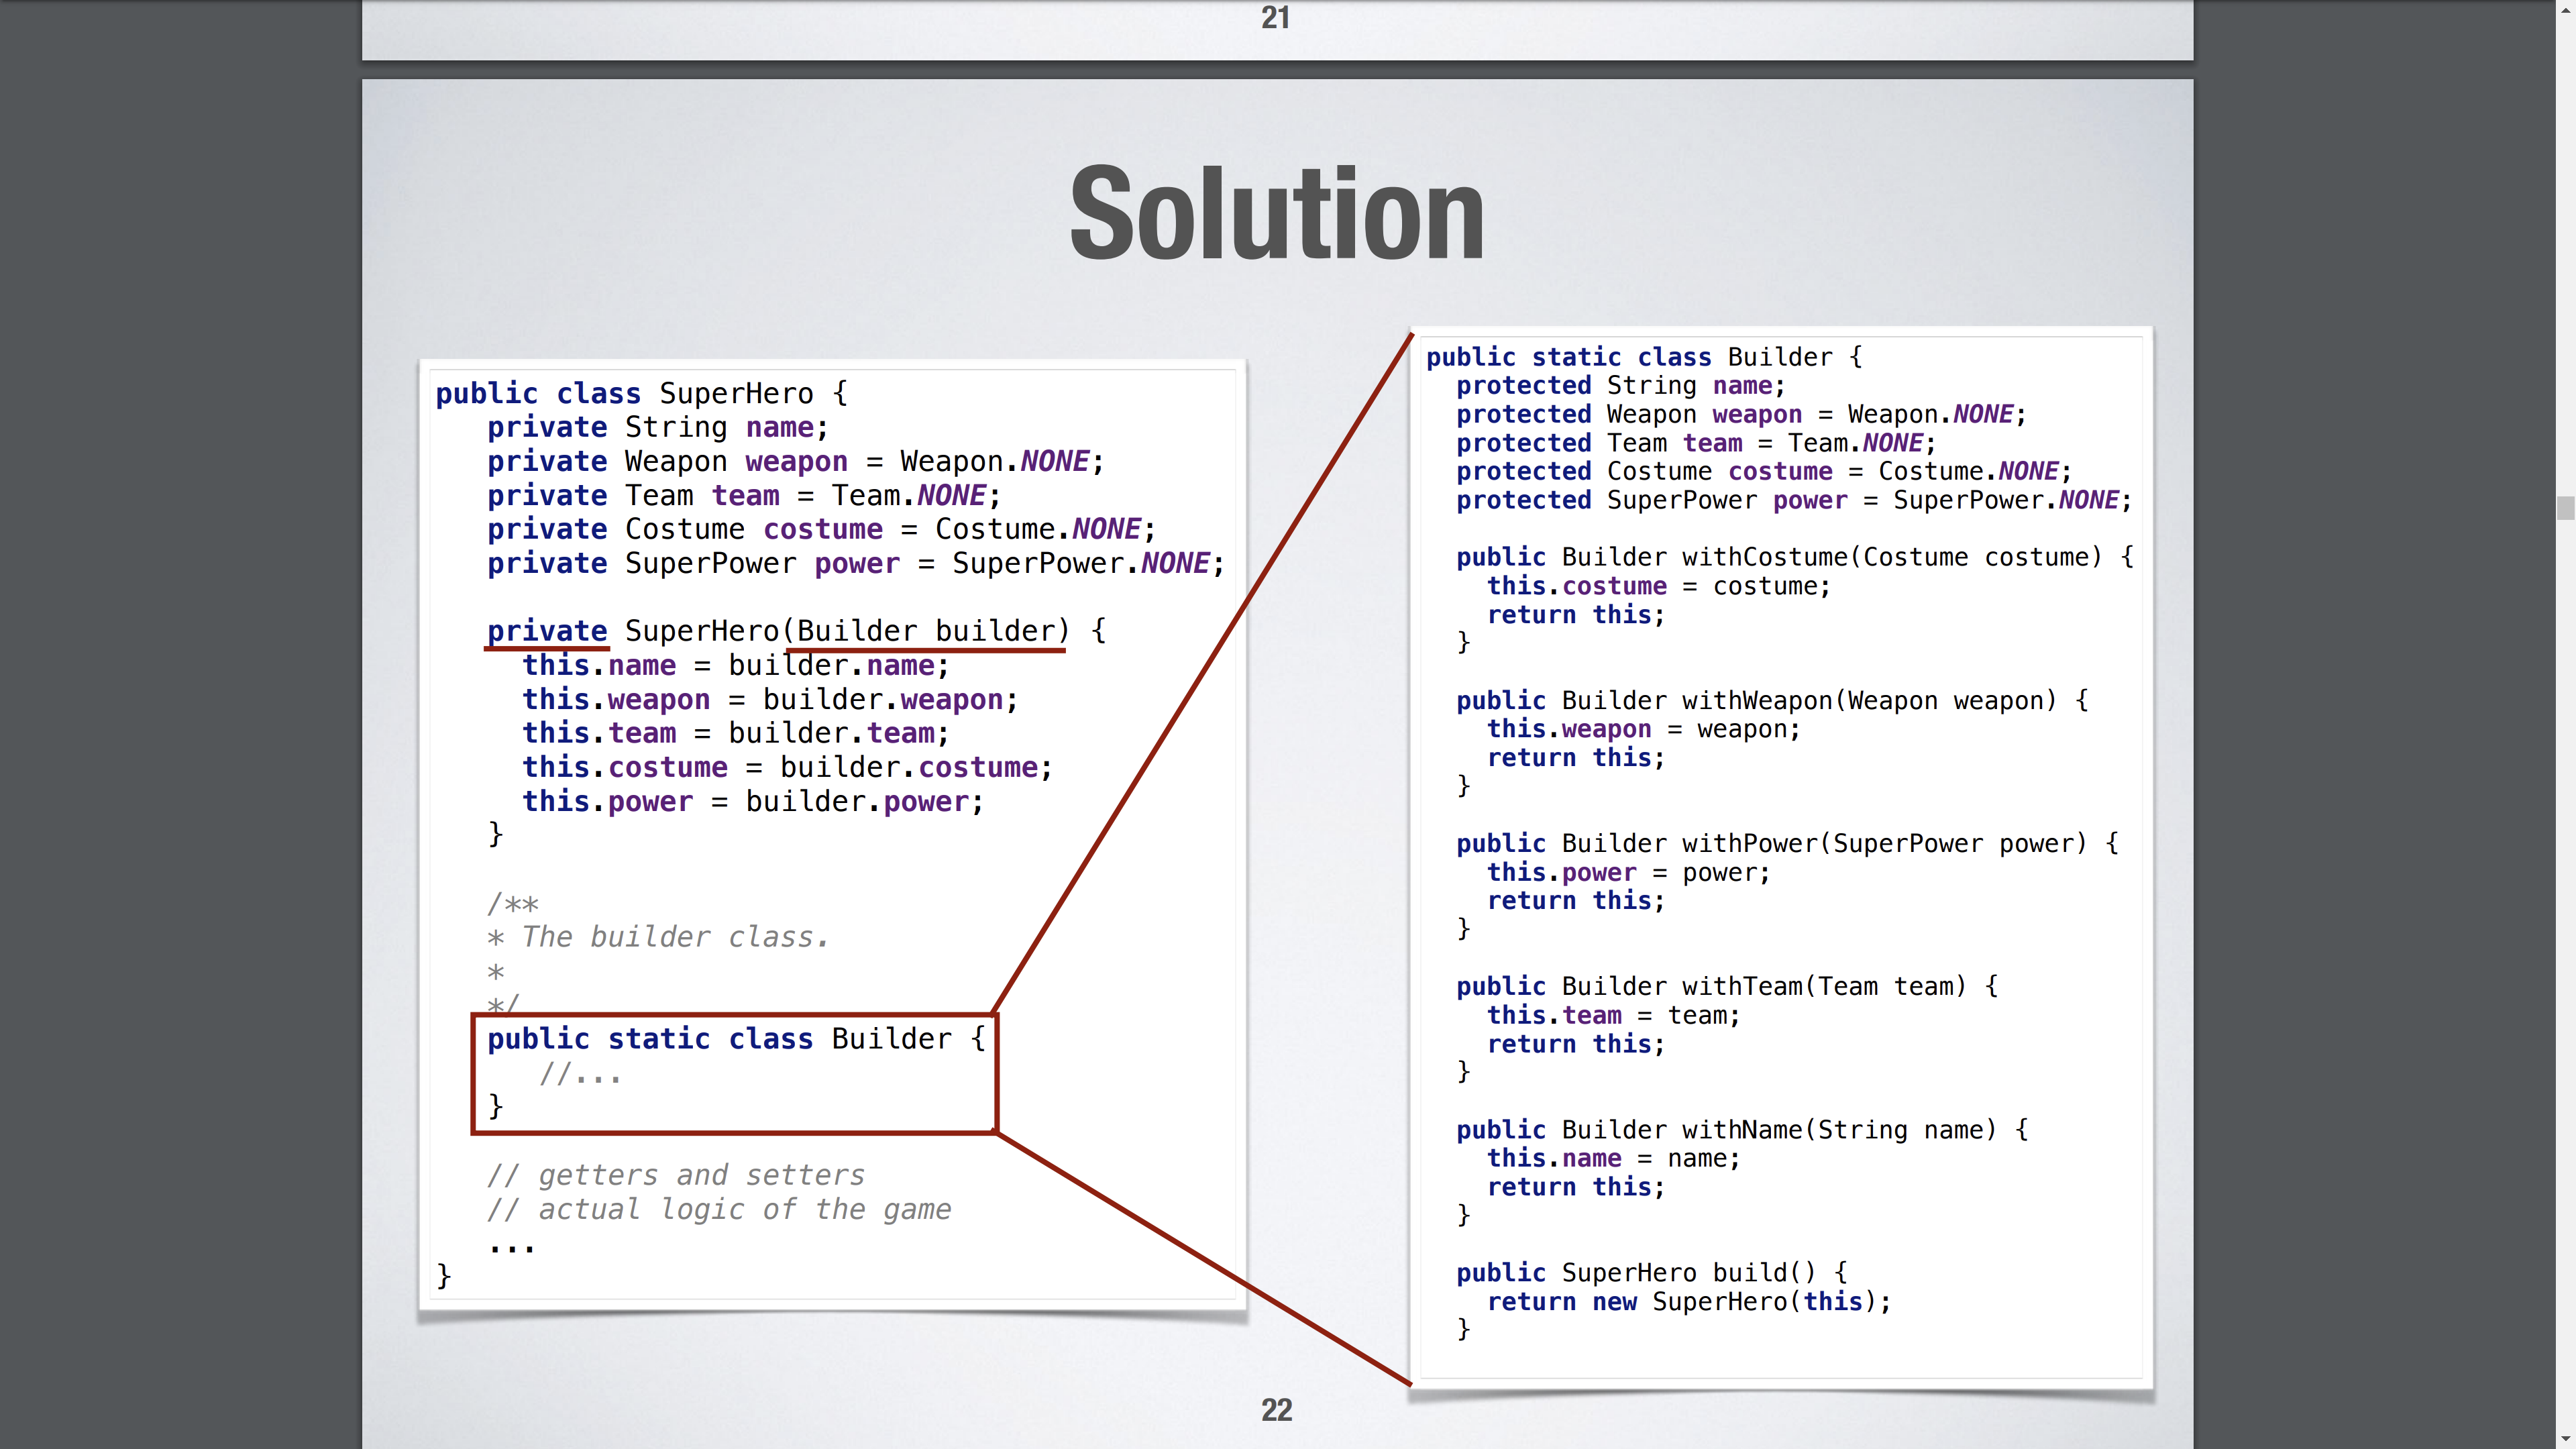 21
Solution
public class SuperHero {
private String name;
private Weapon weapon = Weapon.NONE;
private Team team = Team.NONE;
private Costume costume = Costume.NONE;
private SuperPower power = SuperPower.NONE;
private SuperHero(Builder builder) {
this.name = builder.name;
this.weapon = builder.weapon;
this.team = builder.team;
this.costume = builder.costume;
this.power = builder.power;
}
/**
* The builder class.
*
*/
public static class Builder {
//...
}
// getters and setters
// actual logic of the game
...
}
public static class Builder {
protected String name;
protected Weapon weapon = Weapon.NONE;
protected Team team = Team.NONE;
protected Costume costume = Costume.NONE;
protected SuperPower power = SuperPower.NONE;
public Builder withCostume(Costume costume) {
this.costume = costume;
return this;
}
public Builder withWeapon(Weapon weapon) {
this.weapon = weapon;
return this;
}
public Builder withPower(SuperPower power) {
this.power = power;
return this;
}
public Builder withTeam(Team team) {
this.team = team;
return this;
}
public Builder withName(String name) {
this.name = name;
return this;
}
public SuperHero build() {
return new SuperHero(this);
}
22